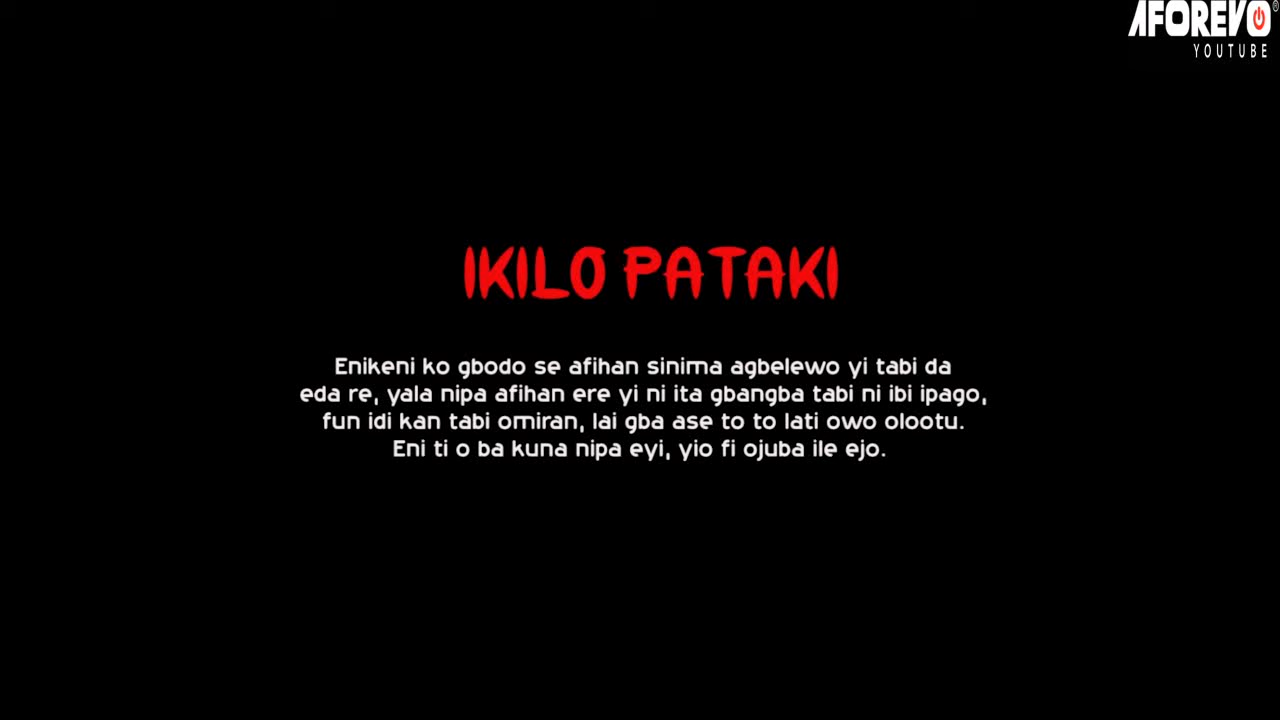 AFOREVO®
YOUTUBE
IKILO PATAKI
Enikeni ko gbodo se afihan sinima agbelewo yi tabi da
eda re, yala nipa afihan ere yi ni ita gbangba tabi ni ibi ipago,
fun idi kan tabi omiran, lai gba ase to to lati owo olootu.
Eni ti o ba kuna nipa eyi, yio fi ojuba ile ejo.